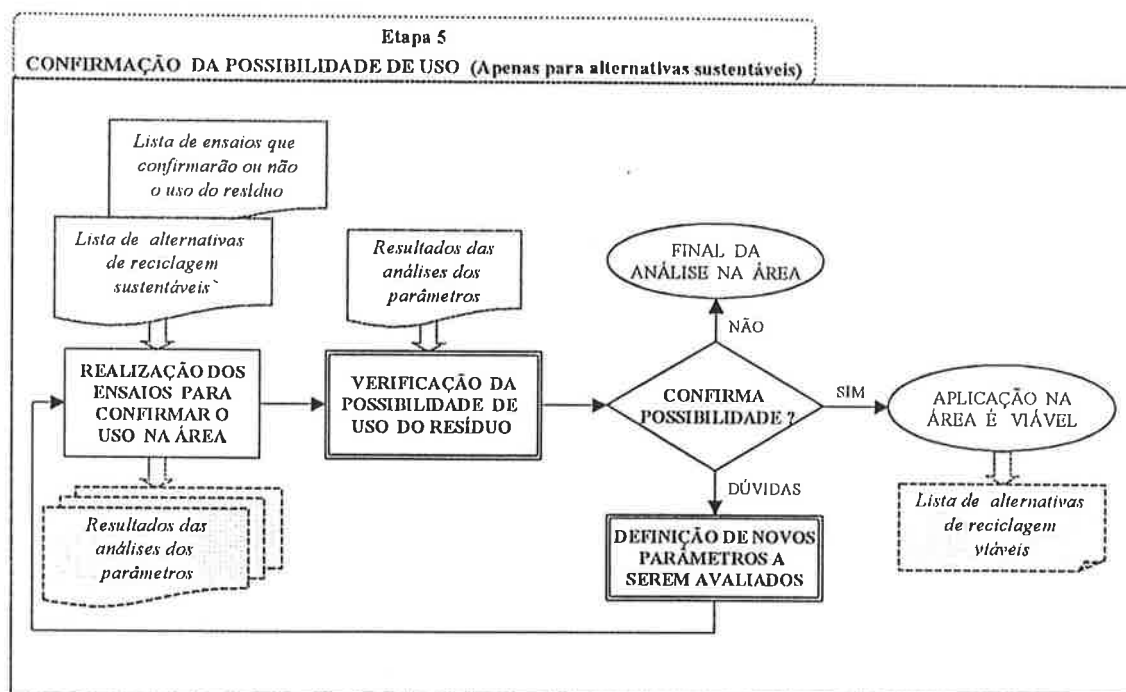 Etapa 5
CONFIRMAÇÃO DA POSSIBILIDADE DE USO (Apenas para alternativas sustentáveis)
Lista de ensaios que
confirmarão ou não
o uso do resíduo
Lista de alternativas
de reciclagem
sustentáveis`
Resultados das
análises dos
parâmetros
FINAL DA
ANÁLISE NA ÁREA
NÃO
REALIZAÇÃO DOS
ENSAIOS PARA
CONFIRMAR O
USO NA ÁREA
VERIFICAÇÃO DA
POSSIBILIDADE DE
USO DO RESÍDUO
CONFIRMA
POSSIBILIDADE ?
SIM
APLICAÇÃO NA
ÁREA É VIÁVEL
DÚVIDAS
Resultados das
análises dos
parâmetros
DEFINIÇÃO DE NOVOS
PARÂMETROS A
SEREM AVALIADOS
Lista de alternativas
de reciclagem
viáveis